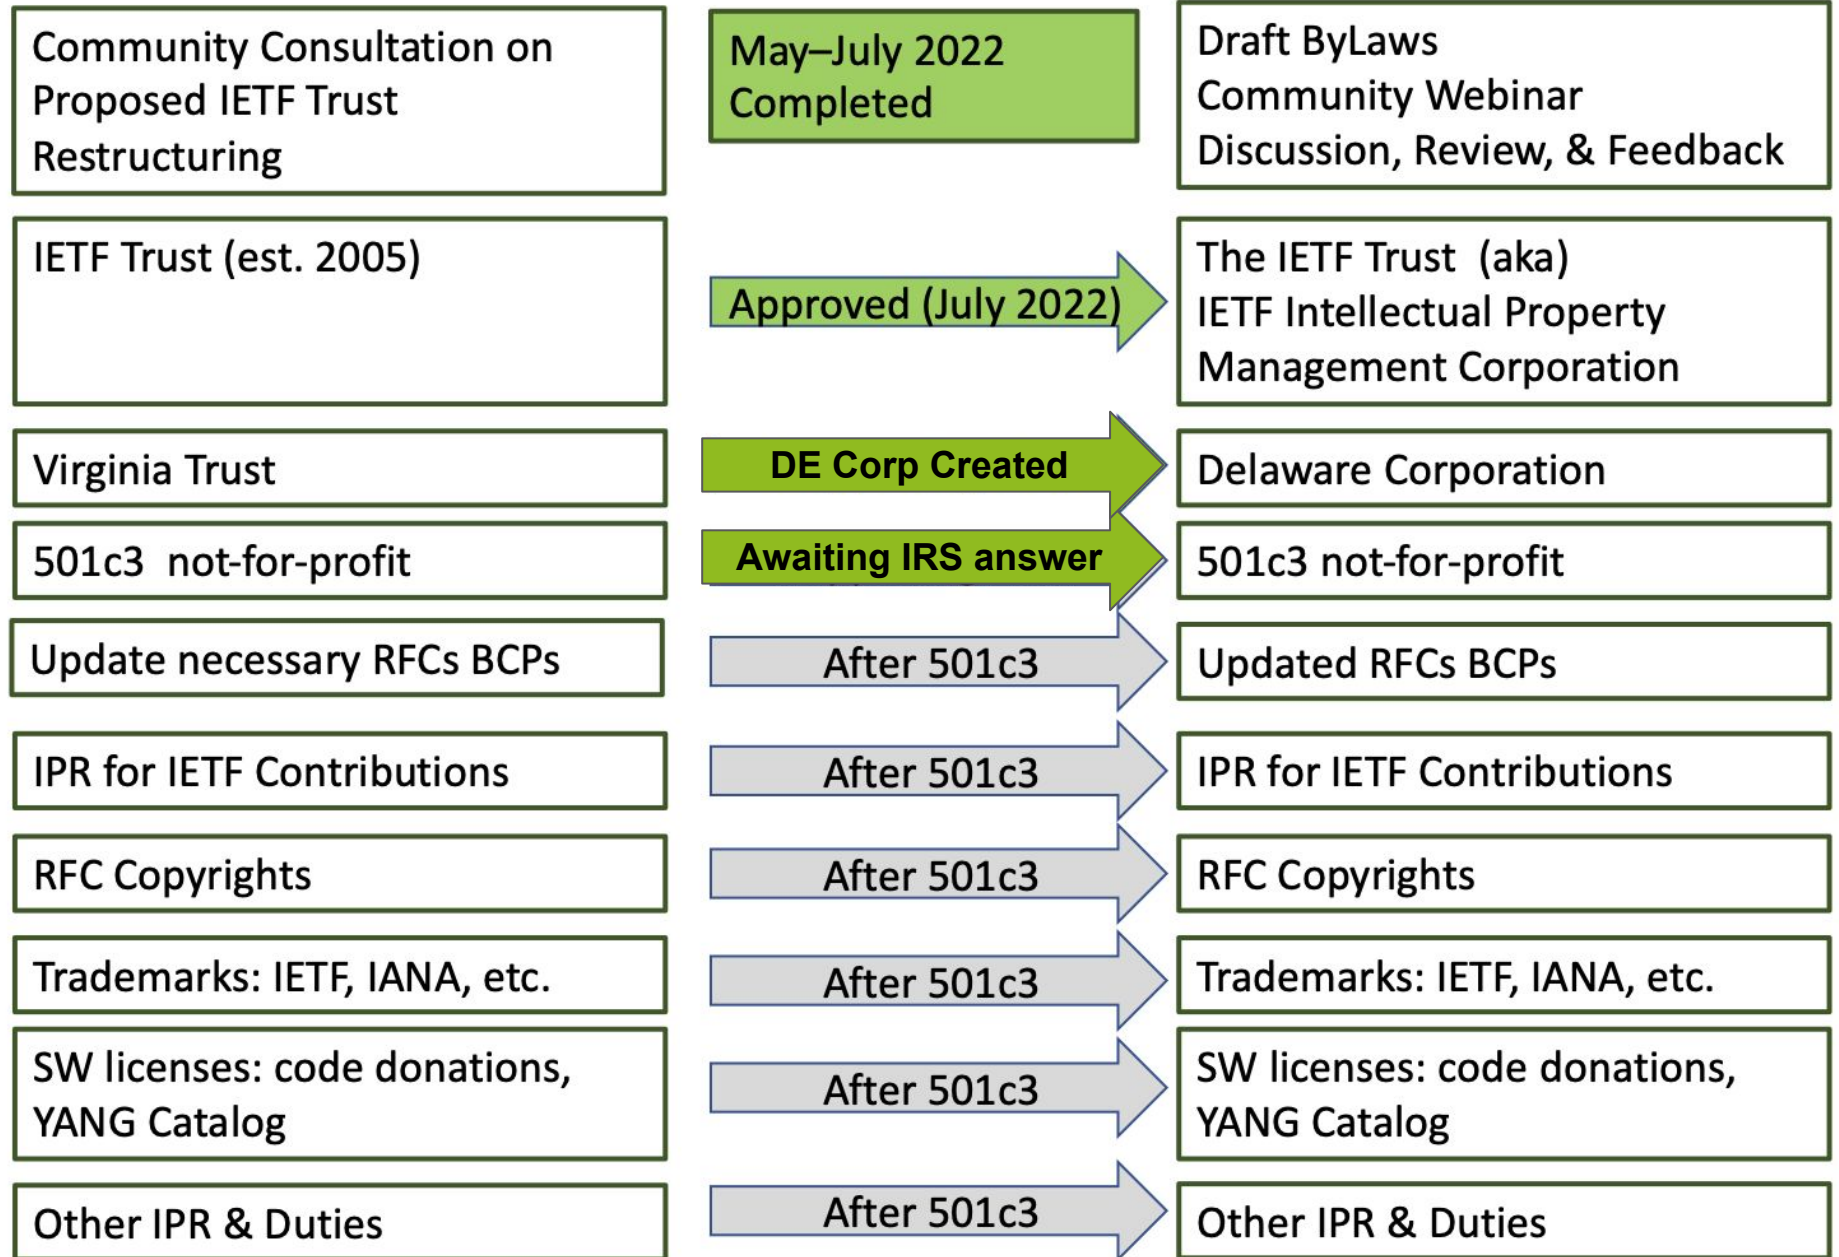 Community Consultation on
Proposed IETF Trust
Restructuring
May–July 2022
Completed
Draft ByLaws
Community Webinar
Discussion, Review, & Feedback
IETF Trust (est. 2005)
Approved (July 2022)
The IETF Trust (aka)
IETF Intellectual Property
Management Corporation
Virginia Trust
DE Corp Created
Delaware Corporation
501c3 not-for-profit
Awaiting IRS answer
501c3 not-for-profit
Update necessary RFCs BCPs
After 501c3
Updated RFCs BCPs
IPR for IETF Contributions
After 501c3
IPR for IETF Contributions
RFC Copyrights
After 501c3
RFC Copyrights
Trademarks: IETF, IANA, etc.
After 501c3
Trademarks: IETF, IANA, etc.
SW licenses: code donations,
YANG Catalog
After 501c3
SW licenses: code donations,
YANG Catalog
Other IPR & Duties
After 501c3
Other IPR & Duties